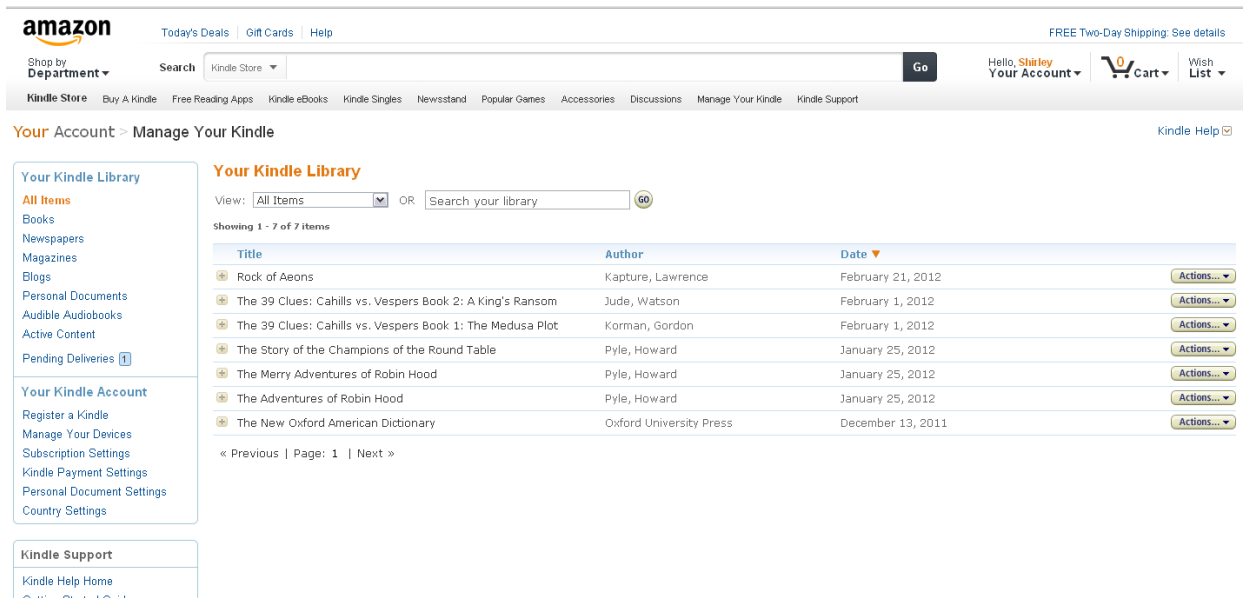 amazon
Today's Deals Gift Cards Help
FREE Two-Day Shipping: See details
Shop by
Department
Search Kindle Store Go
Hello, Shirley
Your Account
0 Cart
Wish
List
Kindle Store Buy A Kindle Free Reading Apps Kindle eBooks Kindle Singles Newsstand Popular Games Accessories Discussions Manage Your Kindle Kindle Support
Your Account > Manage Your Kindle
Kindle Help
Your Kindle Library
All Items
Books
Newspapers
Magazines
Blogs
Personal Documents
Audible Audiobooks
Active Content
Pending Deliveries 1
Your Kindle Account
Register a Kindle
Manage Your Devices
Subscription Settings
Kindle Payment Settings
Personal Document Settings
Country Settings
Kindle Support
Kindle Help Home
Your Kindle Library
View: All Items OR Search your library GO
Showing 1 - 7 of 7 items
Title Author Date ▼
Rock of Aeons Kapture, Lawrence February 21, 2012 Actions...
The 39 Clues: Cahills vs. Vespers Book 2: A King's Ransom Jude, Watson February 1, 2012 Actions...
The 39 Clues: Cahills vs. Vespers Book 1: The Medusa Plot Korman, Gordon February 1, 2012 Actions...
The Story of the Champions of the Round Table Pyle, Howard January 25, 2012 Actions...
The Merry Adventures of Robin Hood Pyle, Howard January 25, 2012 Actions...
The Adventures of Robin Hood Pyle, Howard January 25, 2012 Actions...
The New Oxford American Dictionary Oxford University Press December 13, 2011 Actions...
« Previous | Page: 1 | Next »